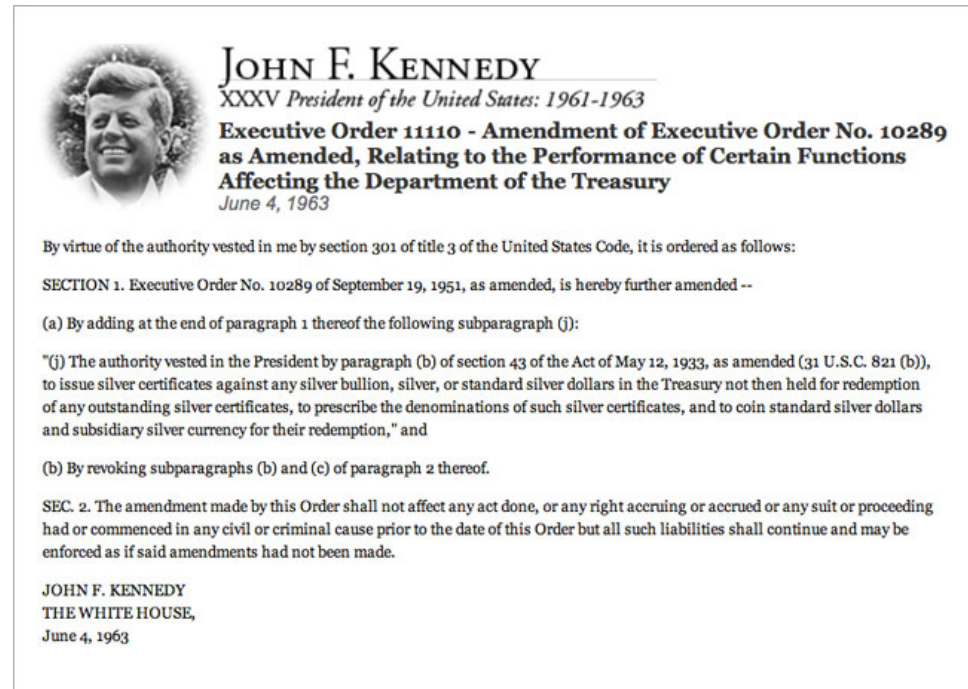 JOHN F. KENNEDY
XXXV President of the United States: 1961-1963
Executive Order 11110 - Amendment of Executive Order No. 10289
as Amended, Relating to the Performance of Certain Functions
Affecting the Department of the Treasury
June 4, 1963
By virtue of the authority vested in me by section 301 of title 3 of the United States Code, it is ordered as follows:
SECTION 1. Executive Order No. 10289 of September 19, 1951, as amended, is hereby further amended --
(a) By adding at the end of paragraph 1 thereof the following subparagraph (j):
"(j) The authority vested in the President by paragraph (b) of section 43 of the Act of May 12, 1933, as amended (31 U.S.C. 821 (b)),
to issue silver certificates against any silver bullion, silver, or standard silver dollars in the Treasury not then held for redemption
of any outstanding silver certificates, to prescribe the denominations of such silver certificates, and to coin standard silver dollars
and subsidiary silver currency for their redemption," and
(b) By revoking subparagraphs (b) and (c) of paragraph 2 thereof.
SEC. 2. The amendment made by this Order shall not affect any act done, or any right accruing or accrued or any suit or proceeding
had or commenced in any civil or criminal cause prior to the date of this Order but all such liabilities shall continue and may be
enforced as if said amendments had not been made.
JOHN F. KENNEDY
THE WHITE HOUSE,
June 4, 1963